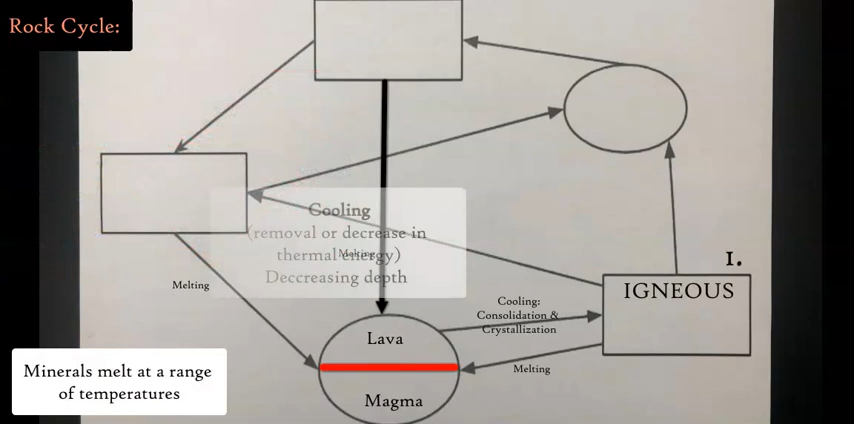 Rock Cycle:
Cooling
(removal or decrease in
thermal energy)
Deccreasing depth
Melting
Melting
I.
IGNEOUS
Cooling:
Consolidation &
Crystallization
Melting
Lava
Magma
Minerals melt at a range
of temperatures